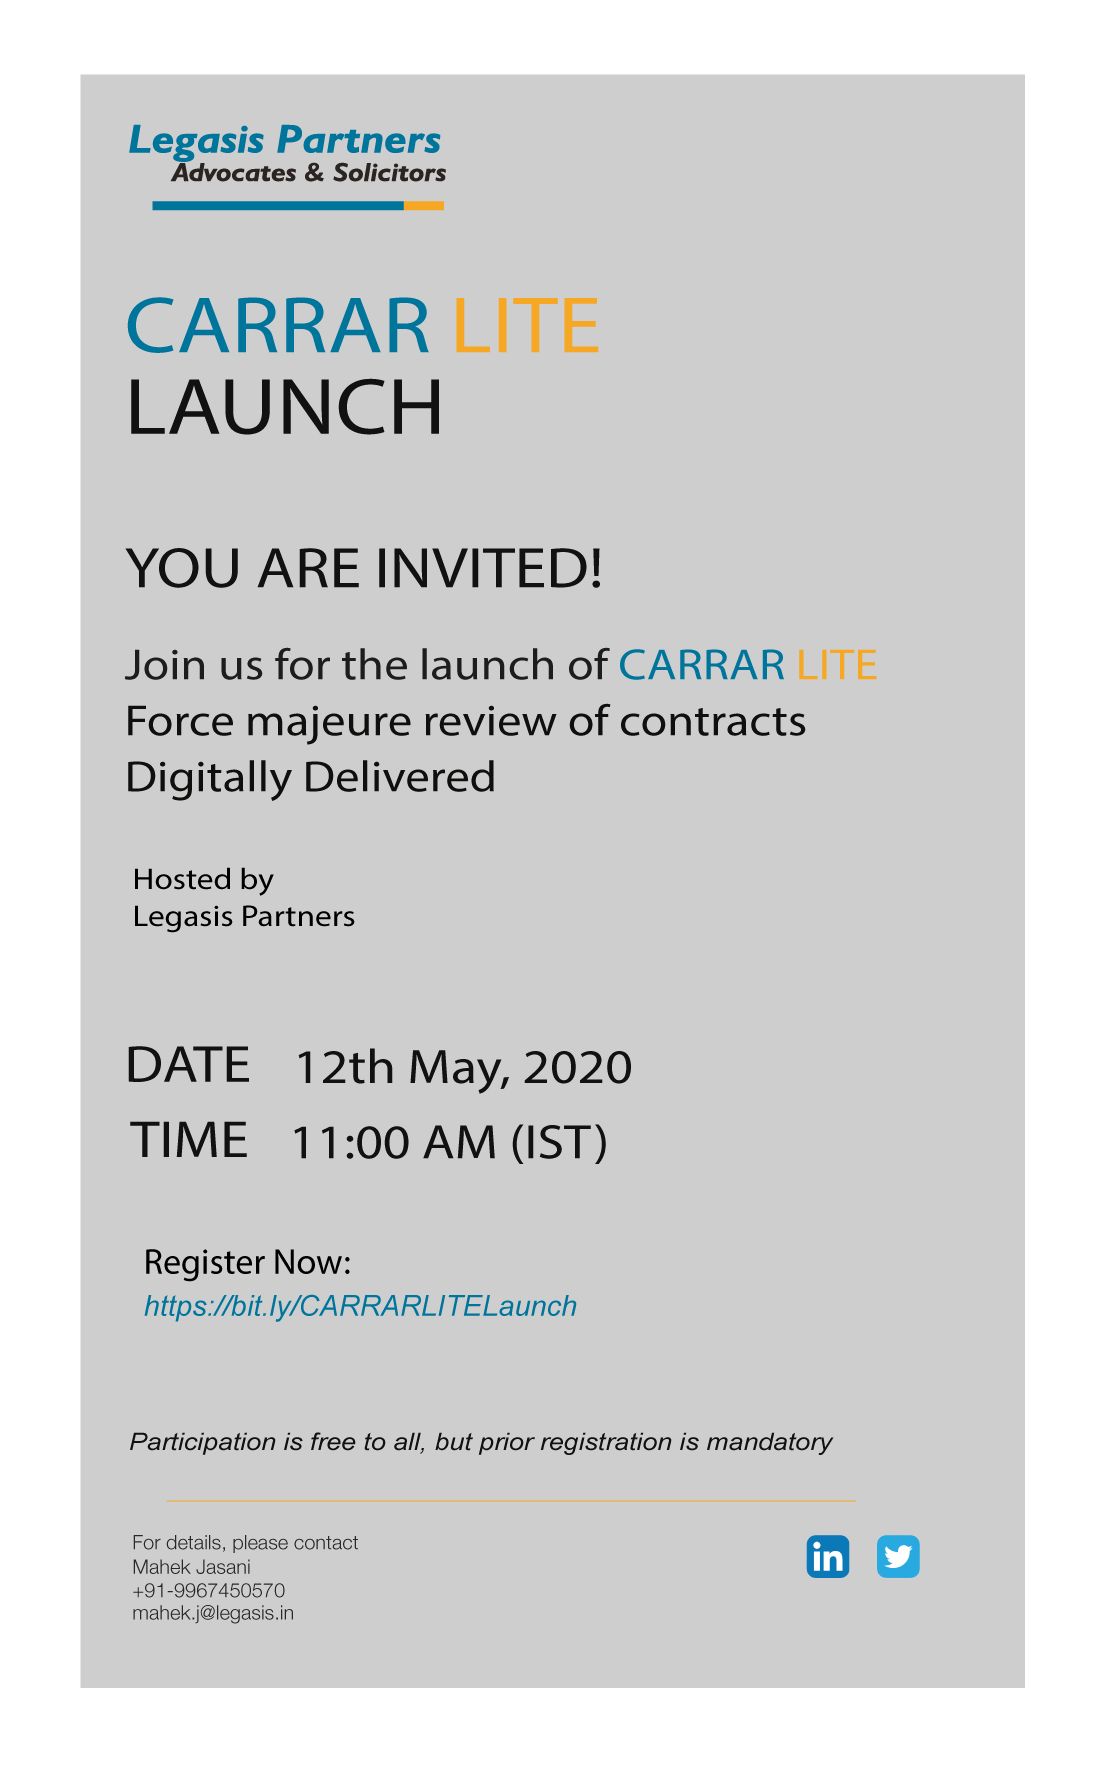 Legasis Partners
Advocates & Solicitors
CARRAR LITE
LAUNCH
YOU ARE INVITED!
Join us for the launch of CARRAR LITE
Force majeure review of contracts
Digitally Delivered
Hosted by
Legasis Partners
DATE 12th May, 2020
TIME 11:00 AM (IST)
Register Now:
https://bit.ly/CARRARLITELaunch
Participation is free to all, but prior registration is mandatory
For details, please contact
Mahek Jasani
+91-9967450570
mahek.j@legasis.in
in